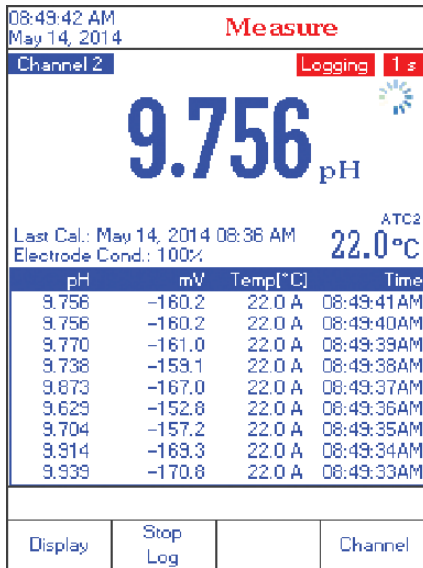 08:49:42 AM
May 14, 2014
Measure
Channel 2
Logging 1 s
9.756 pH
ATC2
22.0°C
Last Cal.: May 14, 2014 08:36 AM
Electrode Cond.: 100%
pH mV Temp[°C] Time
9.756 -160.2 22.0 A 08:49:41AM
9.756 -160.2 22.0 A 08:49:40AM
9.770 -161.0 22.0 A 08:49:39AM
9.738 -159.1 22.0 A 08:49:38AM
9.873 -167.0 22.0 A 08:49:37AM
9.629 -152.8 22.0 A 08:49:36AM
9.704 -157.2 22.0 A 08:49:35AM
9.914 -169.3 22.0 A 08:49:34AM
9.939 -170.8 22.0 A 08:49:33AM
Display
Stop
Log
Channel